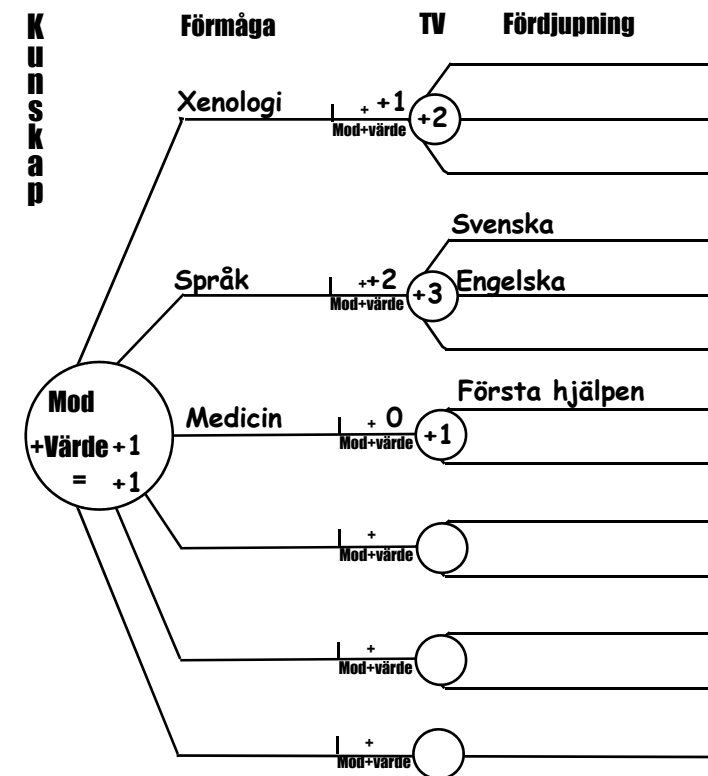 Kunskap
Förmåga TV Fördjupning
Xenologi + +1 +2
Mod+värde
Svenska
Språk ++2 +3 Engelska
Mod+värde
Första hjälpen
Medicin + 0 +1
Mod+värde
Mod
+Värde +1
= +1
+
Mod+värde
+
Mod+värde
+
Mod+värde